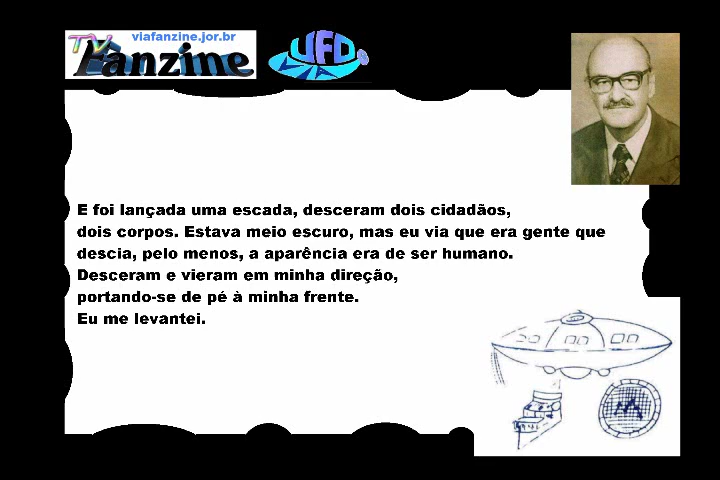 viafanzine.jor.br
TV Fanzine
UFO
VIA
E foi lançada uma escada, desceram dois cidadãos,
dois corpos. Estava meio escuro, mas eu via que era gente que
descia, pelo menos, a aparência era de ser humano.
Desceram e vieram em minha direção,
portando-se de pé à minha frente.
Eu me levantei.